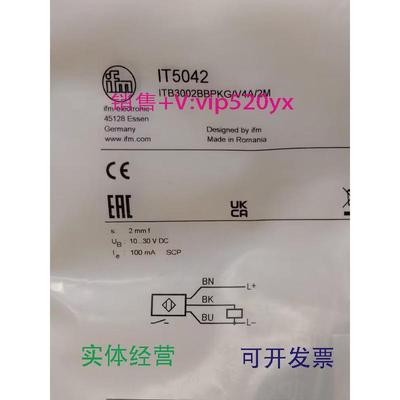 ifm
IT5042
ITB3002BBPKG/V4A/2M
销售+V:vip520yx
ifm electronic
45128 Essen
Germany
www.ifm.com
Designed by ifm
Made in Romania
CE
EAC
UK
CA
s: 2 mm f
UB 10...30 V DC
Ie 100 mA SCP
BN
L+
BK
BU
L–
实体经营
可开发票